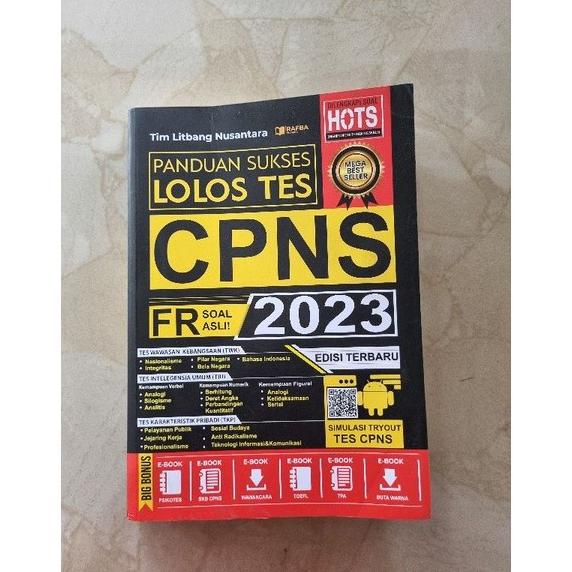 Tim Litbang Nusantara
RAFBA
DILENGKAPI SOAL
HOTS
MEGA
BEST
SELLER
PANDUAN SUKSES
LOLOS TES
CPNS
FR SOAL
ASLI!
2023
EDISI TERBARU
TES WAWASAN KEBANGSAAN (TWK)
• Nasionalisme
• Integritas
• Pilar Negara
• Bela Negara
• Bahasa Indonesia
TES INTELEGENSIA UMUM (TIU)
Kemampuan Verbal
• Analogi
• Silogisme
• Analitis
Kemampuan Numerik
• Berhitung
• Deret Angka
• Perbandingan
Kuantitatif
Kemampuan Figural
• Analogi
• Ketidaksamaan
• Serial
TES KARAKTERISTIK PRIBADI (TKP)
• Pelayanan Publik
• Jejaring Kerja
• Profesionalisme
• Sosial Budaya
• Anti Radikalisme
• Teknologi Informasi&Komunikasi
SIMULASI TRYOUT
TES CPNS
BIG BONUS
E-BOOK
PSIKOTES
E-BOOK
SKB CPNS
E-BOOK
WAWANCARA
E-BOOK
TOEFL
E-BOOK
TPA
E-BOOK
BUTA WARNA